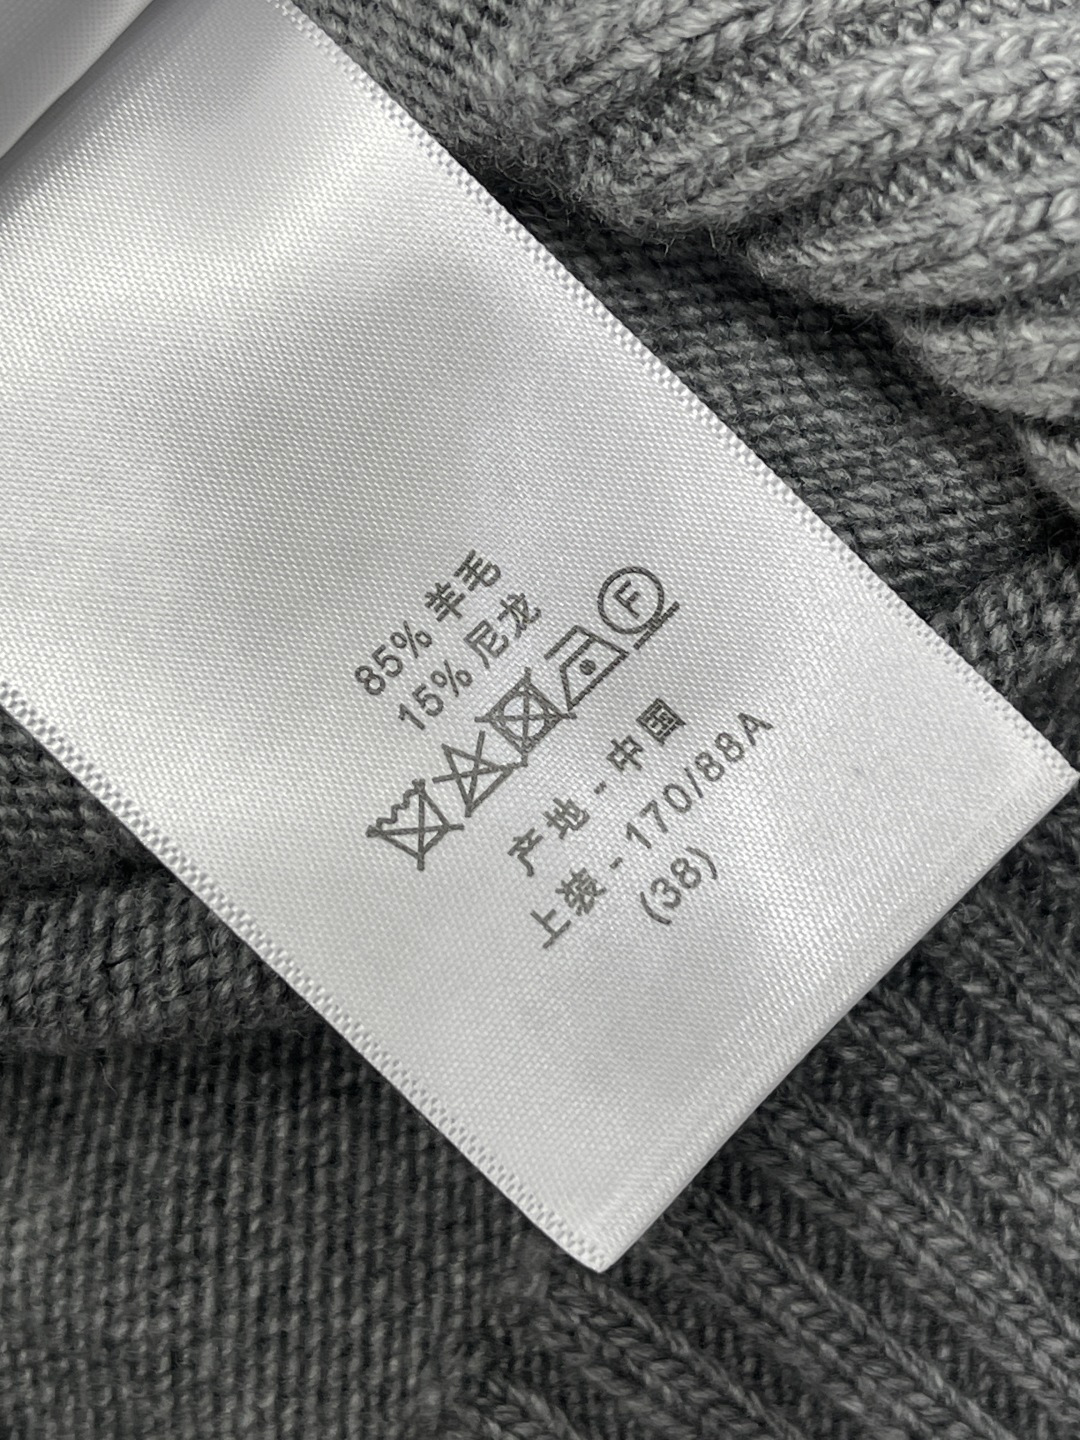 85% 羊毛
15% 尼龙
F
产地 - 中国
上装 - 170/88A
(38)